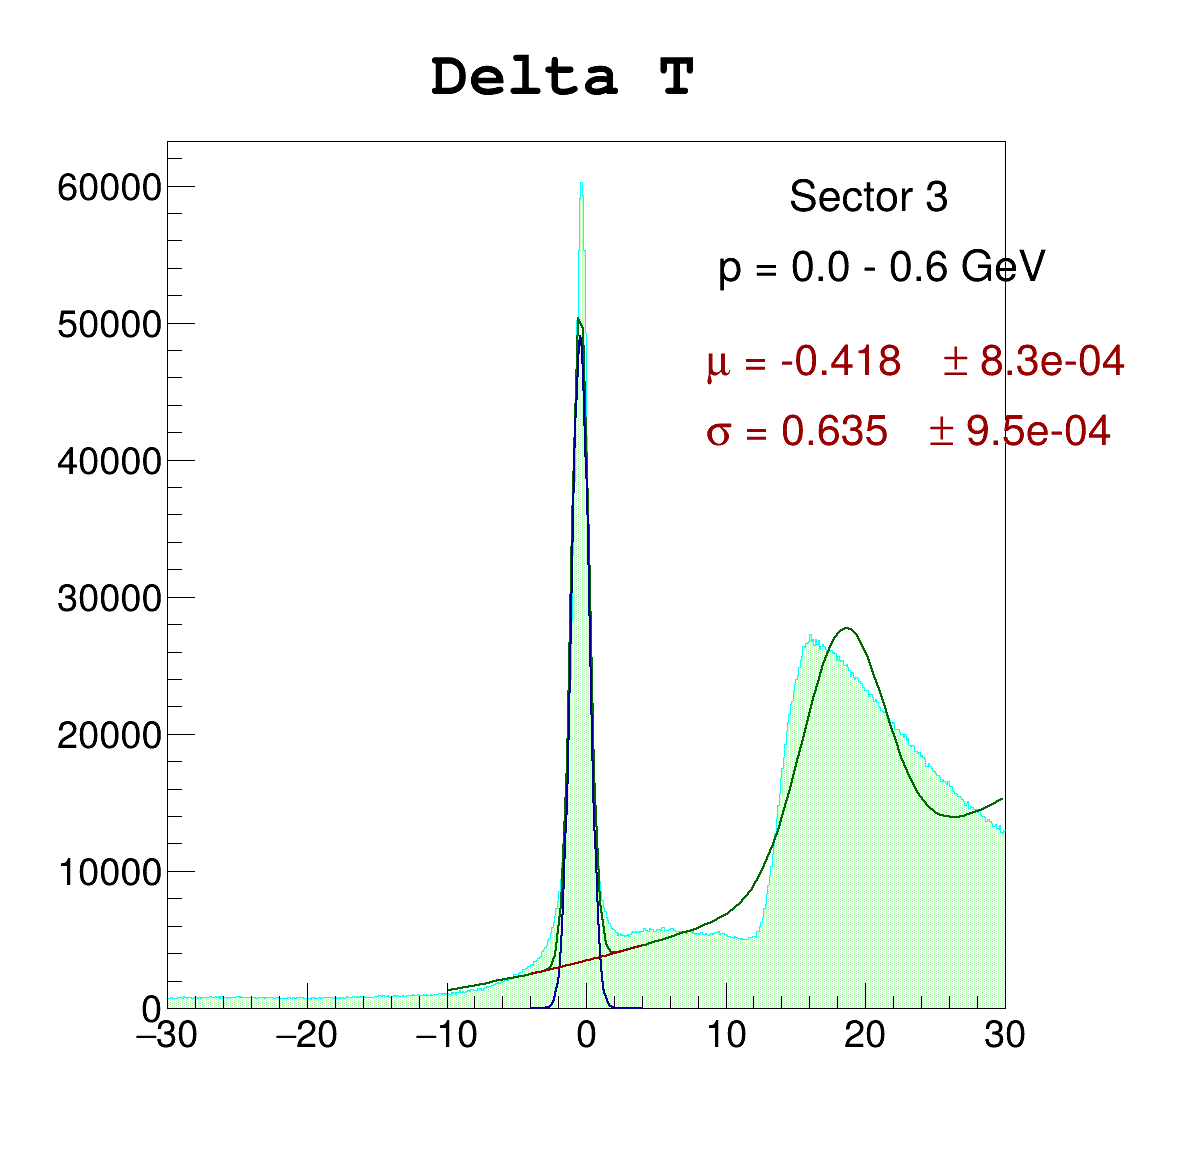 Delta T
60000
50000
40000
30000
20000
10000
0
Sector 3
p = 0.0 - 0.6 GeV
μ = -0.418 ± 8.3e-04
σ = 0.635 ± 9.5e-04
−30 −20 −10 0 10 20 30